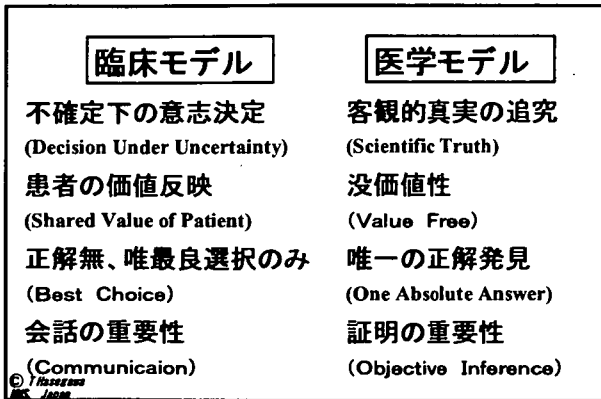 臨床モデル
不確定下の意志決定
(Decision Under Uncertainty)
患者の価値反映
(Shared Value of Patient)
正解無、唯最良選択のみ
(Best Choice)
会話の重要性
(Communicaion)
医学モデル
客観的真実の追究
(Scientific Truth)
没価値性
(Value Free)
唯一の正解発見
(One Absolute Answer)
証明の重要性
(Objective Inference)
© T Hasegawa
Japan